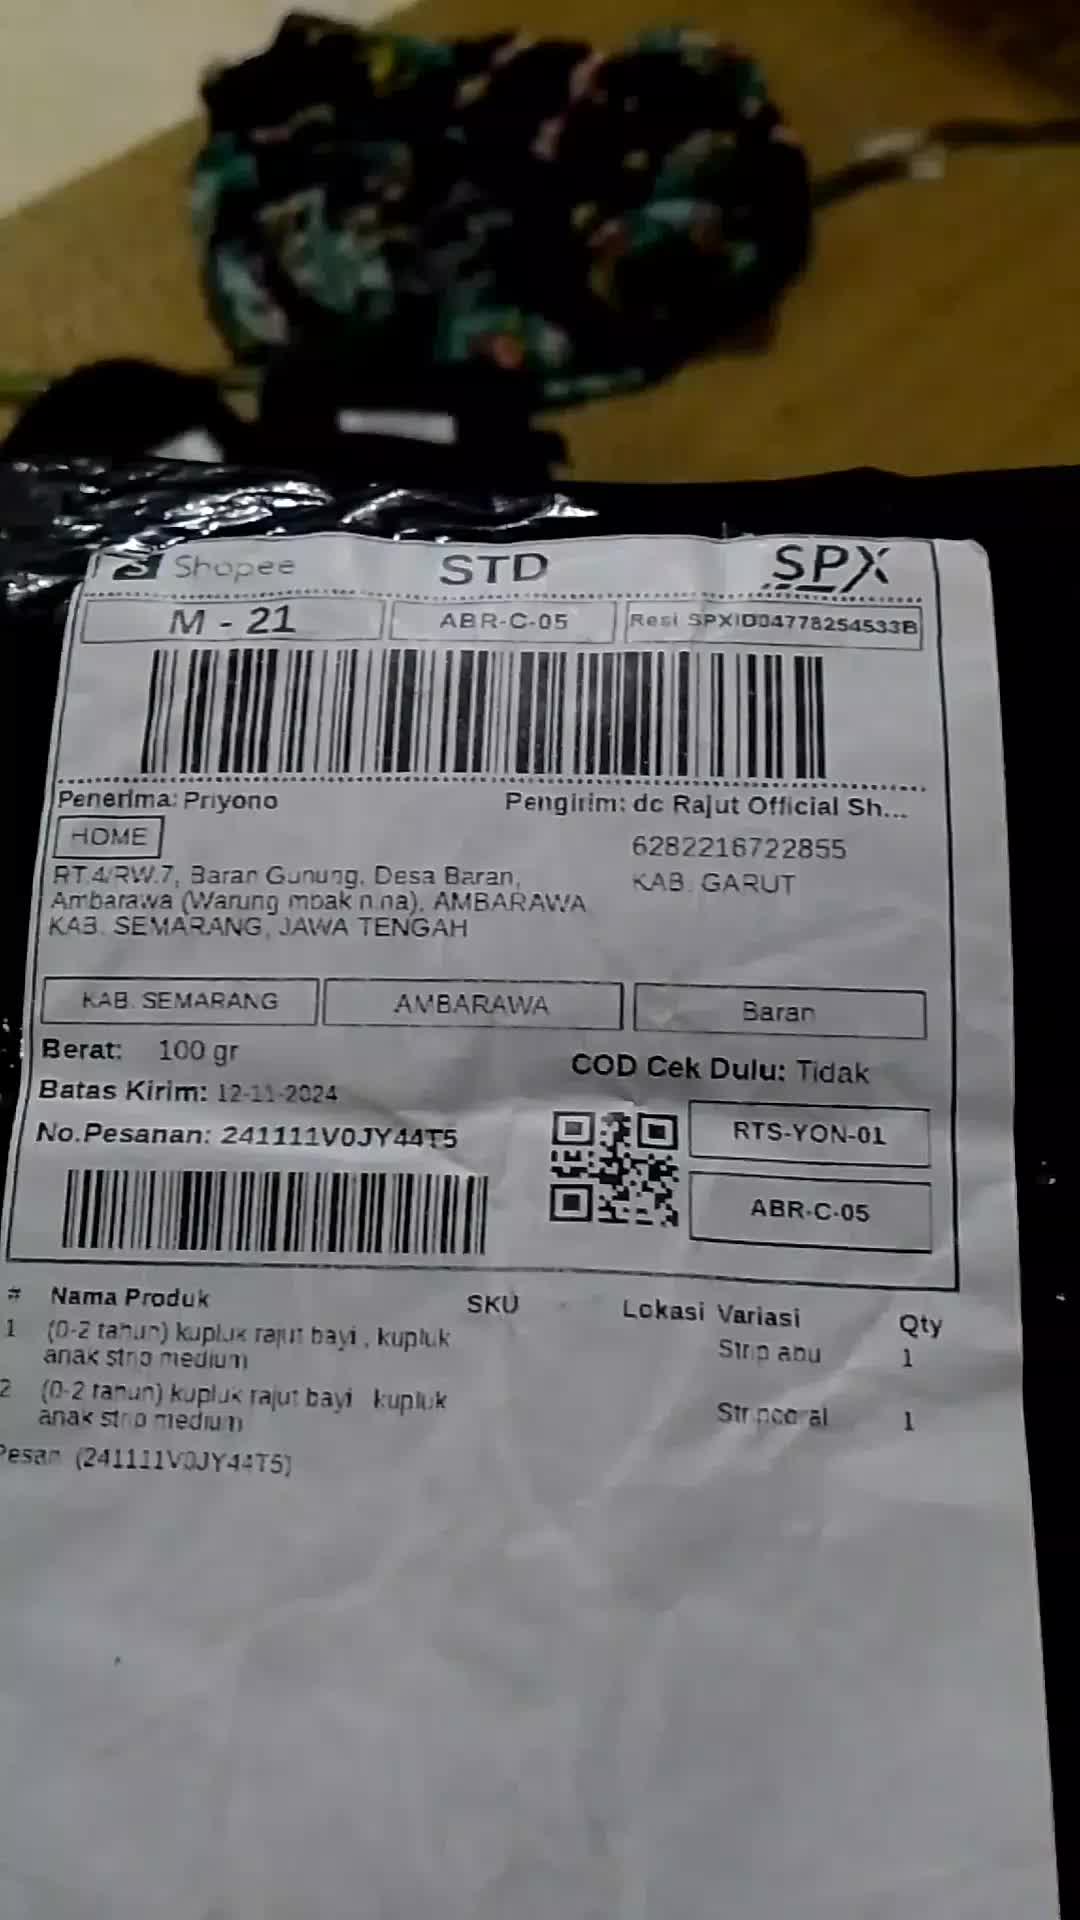 Shopee STD SPX
M - 21 ABR-C-05 Resi SPXID04778254533B
Penerima: Priyono Pengirim: dc Rajut Official Sh...
HOME 6282216722855
RT.4/RW.7, Baran Gunung, Desa Baran, KAB. GARUT
Ambarawa (Warung mbak nina), AMBARAWA
KAB. SEMARANG, JAWA TENGAH
KAB. SEMARANG AMBARAWA Baran
Berat: 100 gr COD Cek Dulu: Tidak
Batas Kirim: 12-11-2024
No.Pesanan: 241111V0JY44T5 RTS-YON-01
ABR-C-05
# Nama Produk SKU Lokasi Variasi Qty
1 (0-2 tahun) kupluk rajut bayi , kupluk Strip abu 1
anak strip medium
2 (0-2 tahun) kupluk rajut bayi kupluk Stripcoral 1
anak strip medium
Pesan (241111V0JY44T5)